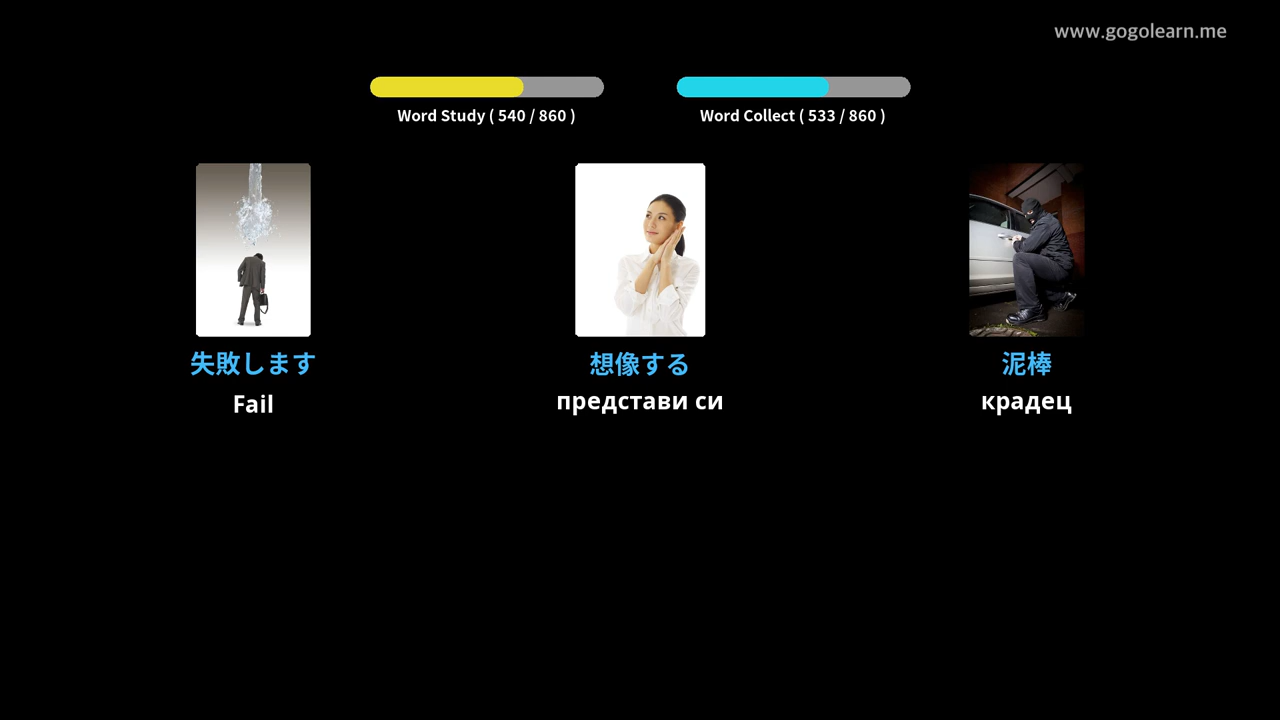 www.gogolearn.me
Word Study ( 540 / 860 )
Word Collect ( 533 / 860 )
失敗します
Fail
想像する
представи си
泥棒
крадец